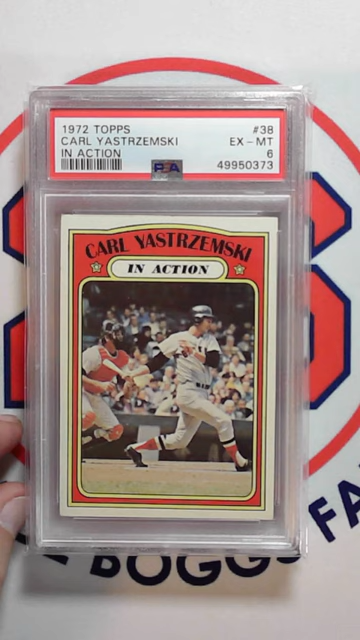 1972 TOPPS #38
CARL YASTRZEMSKI EX-MT
IN ACTION 6
PSA 49950373
CARL YASTRZEMSKI
IN ACTION
BOGGS FA